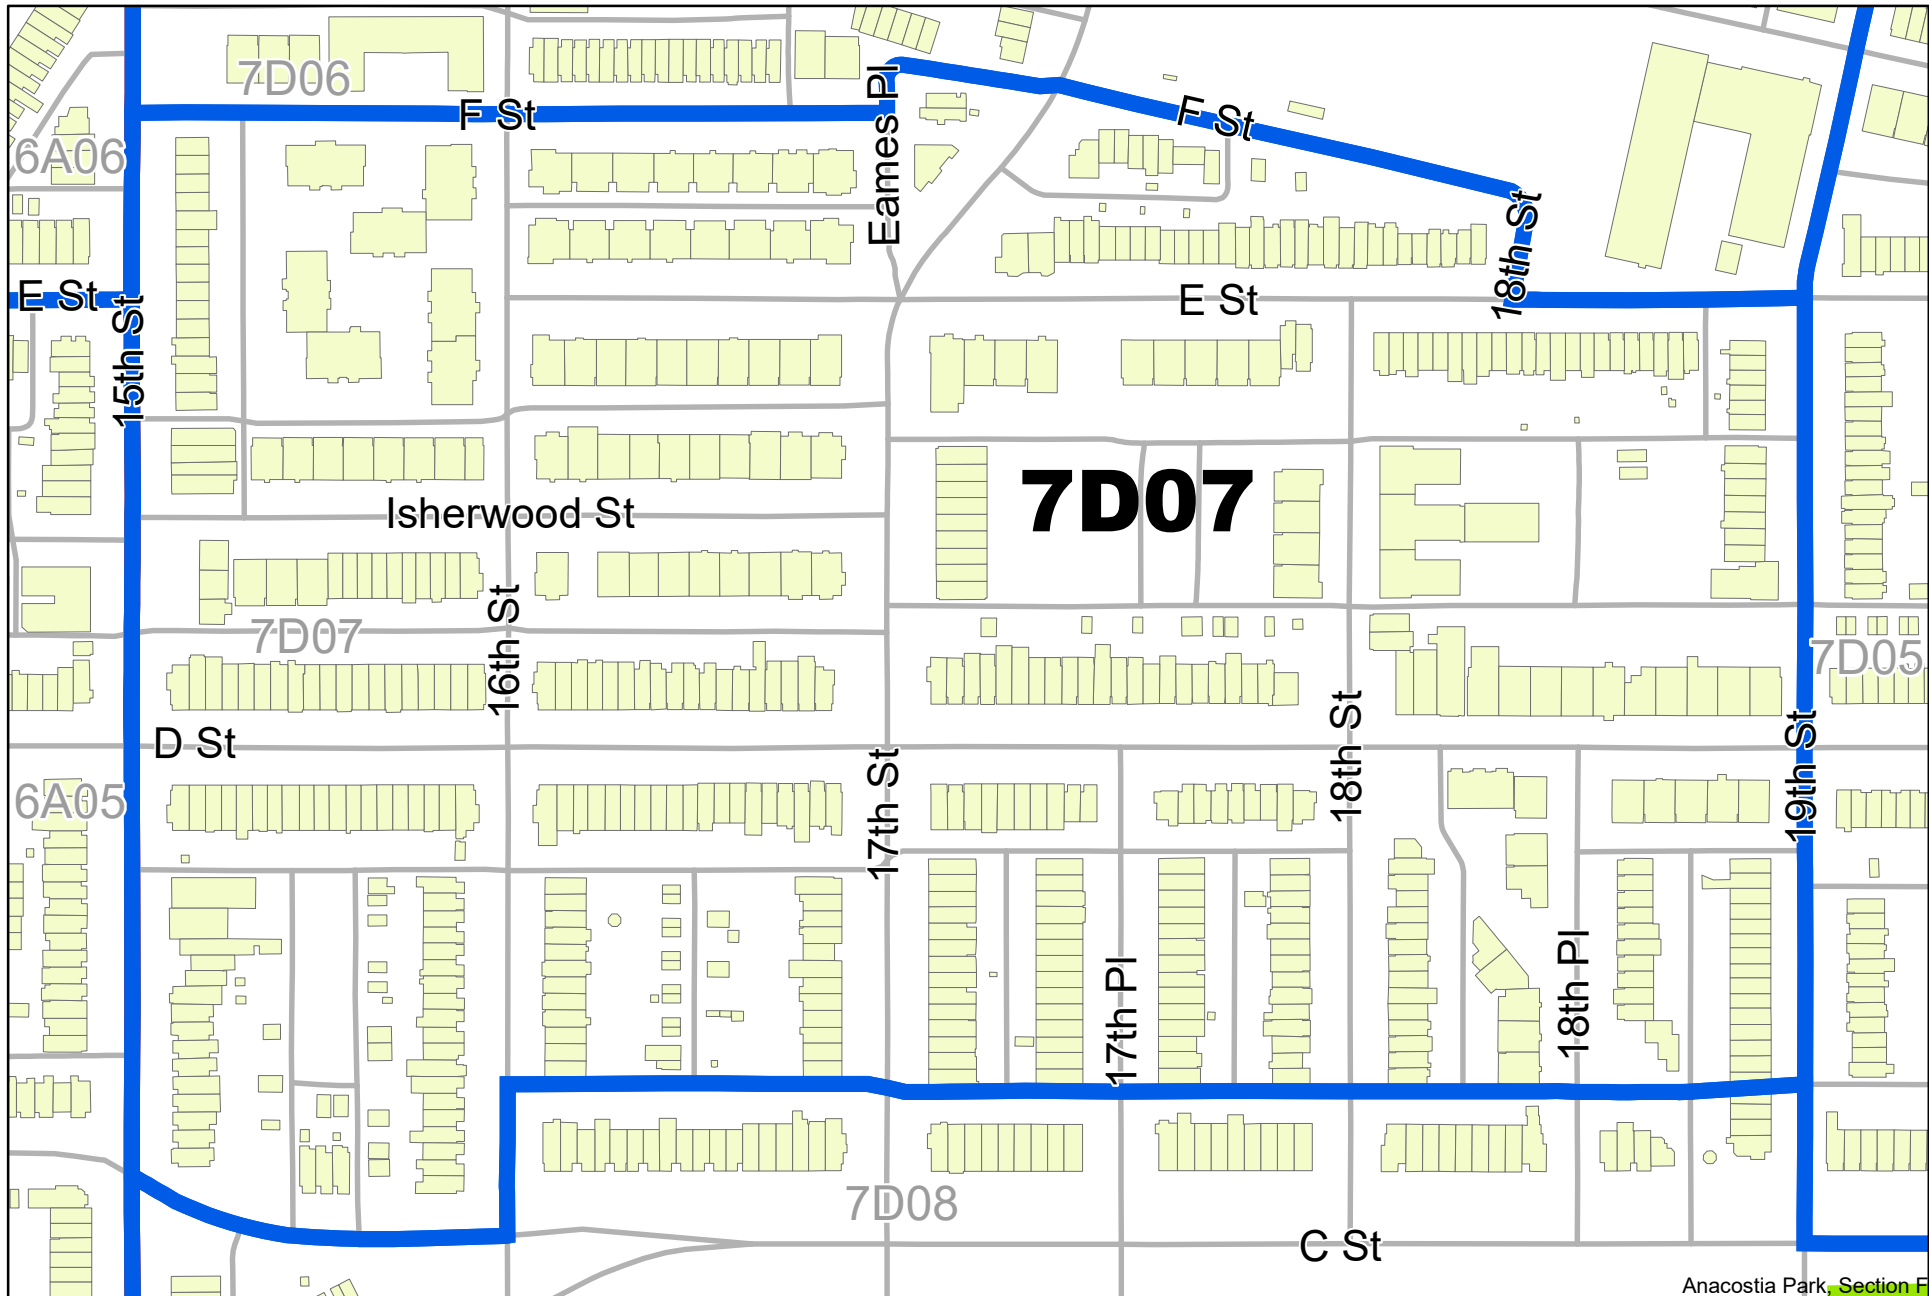 7D06
F St
Eames Pl
F St
6A06
18th St
E St
15th St
E St
7D07
Isherwood St
16th St
7D07
7D05
D St
18th St
19th St
17th St
6A05
17th Pl
18th Pl
7D08
C St
Anacostia Park, Section F